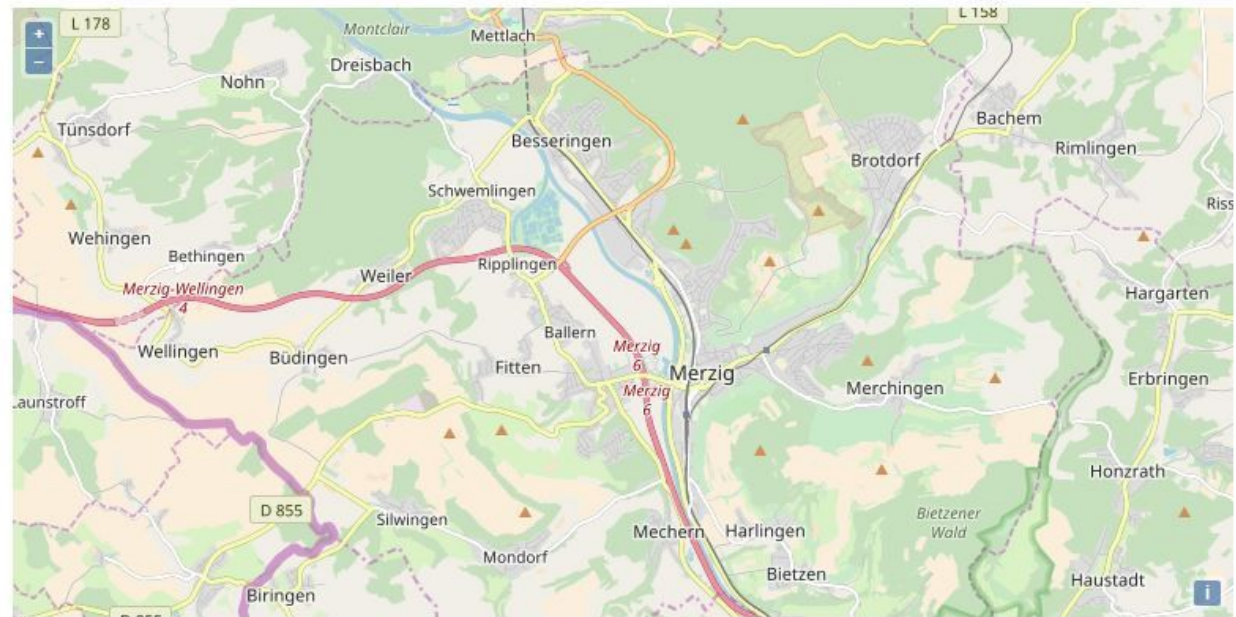 L 178
L 158
Montclair
Mettlach
+
−
Dreisbach
Nohn
Bachem
Tünsdorf
Besseringen
Rimlingen
Brotdorf
Schwemlingen
Riss
Wehingen
Bethingen
Ripplingen
Weiler
Merzig-Wellingen
4
Hargarten
Ballern
Merzig
6
Wellingen
Büdingen
Fitten
Merzig
Erbringen
Merchingen
Merzig
6
Launstroff
Honzrath
D 855
Silwingen
Bietzener
Wald
Mechern
Harlingen
Mondorf
Bietzen
Haustadt
i
Biringen
D 855